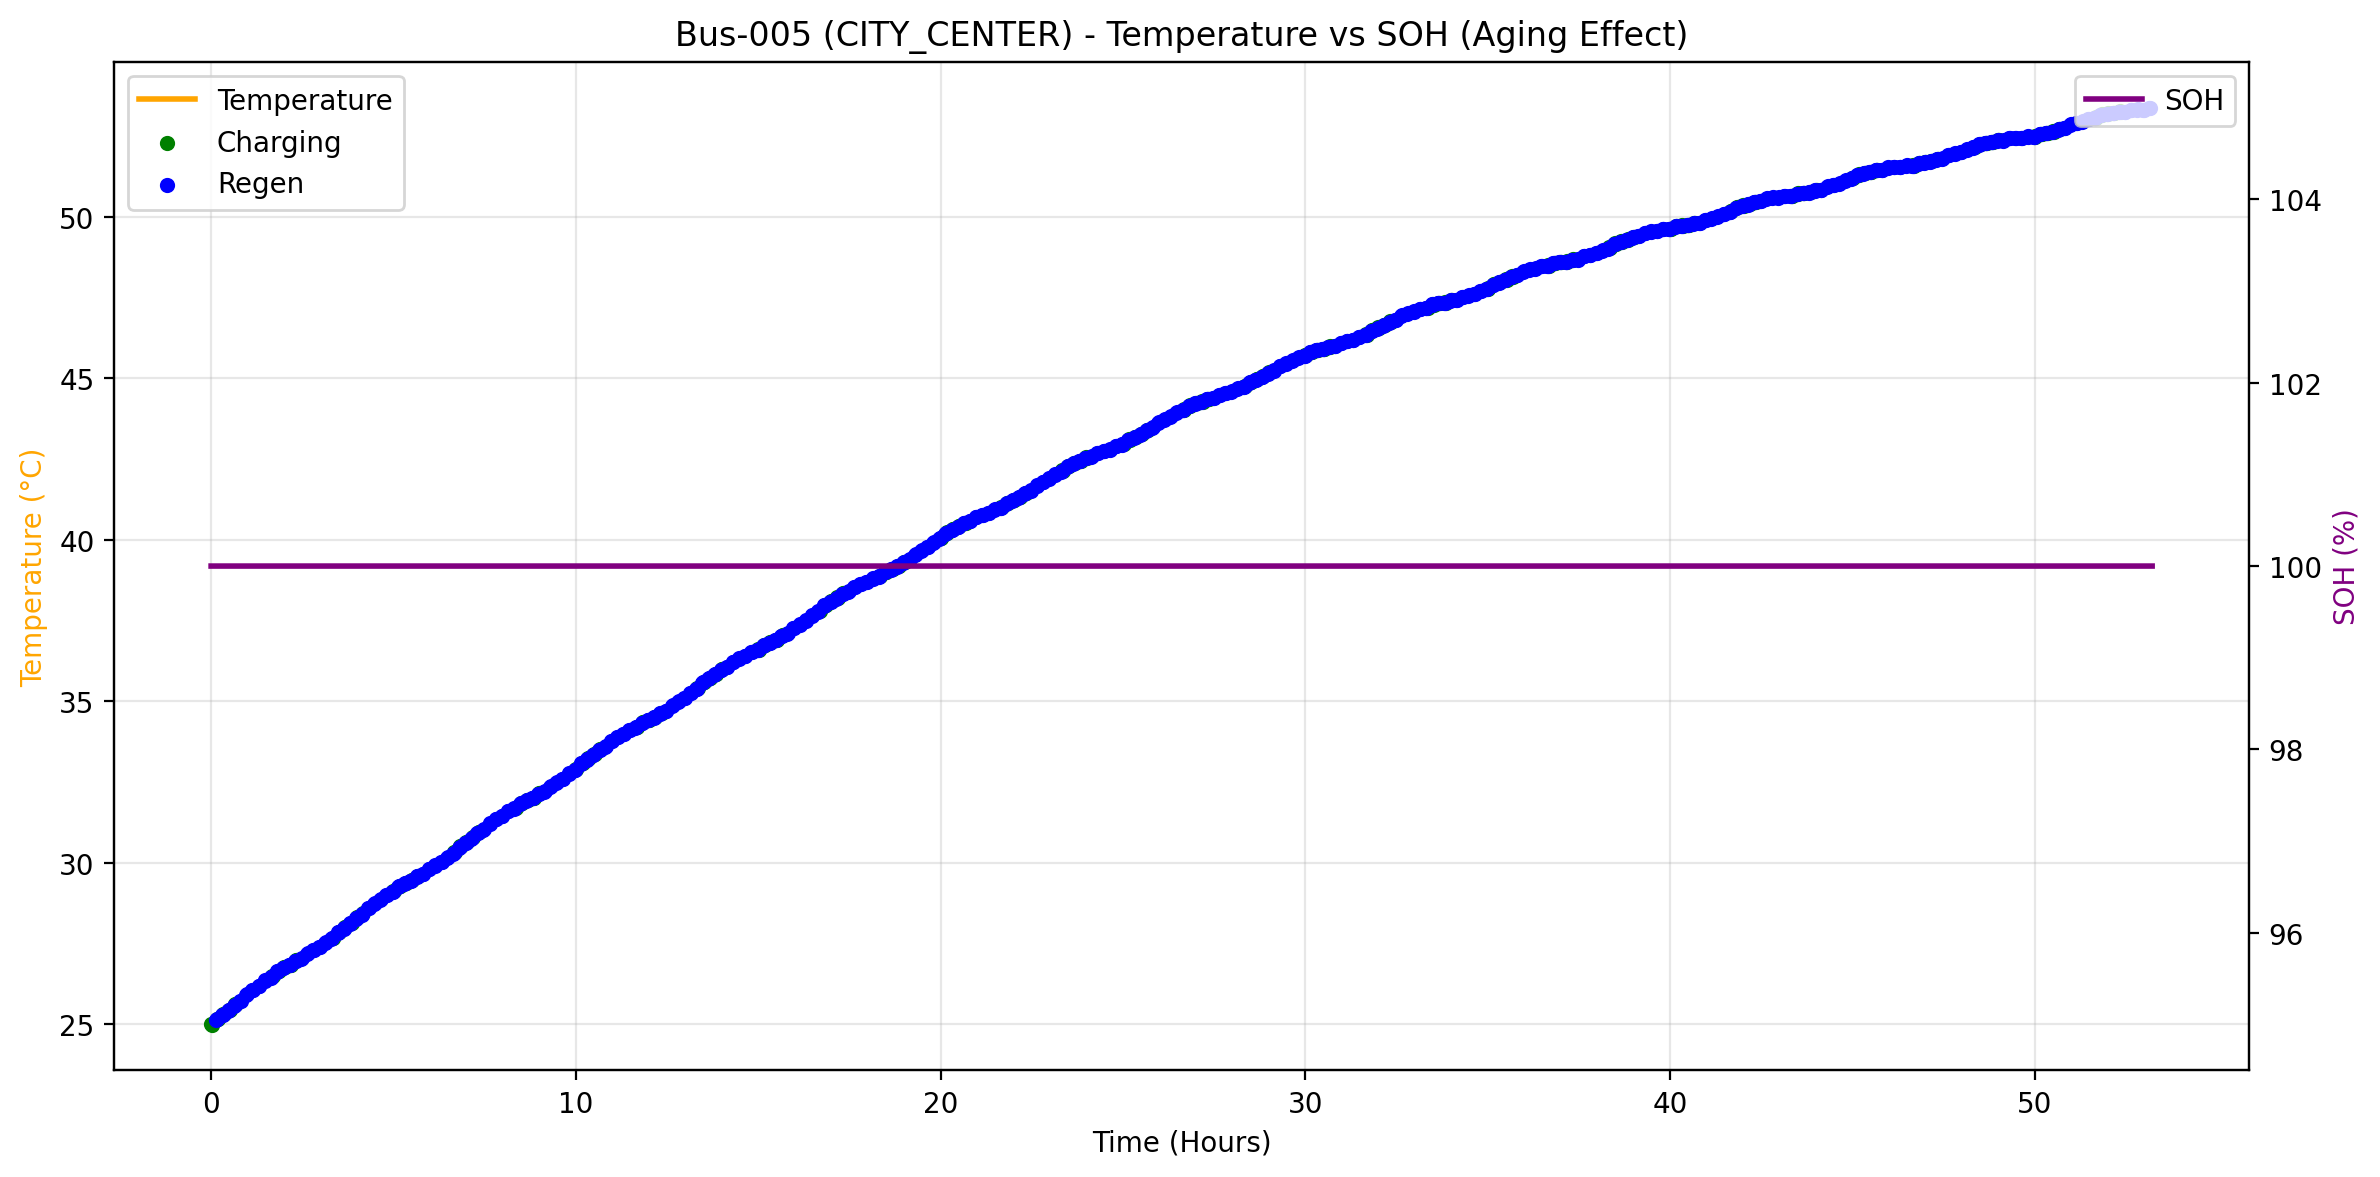 Bus-005 (CITY_CENTER) - Temperature vs SOH (Aging Effect)
Temperature
Charging
Regen
SOH
50
45
40
35
30
25
Temperature (°C)
104
102
100
98
96
SOH (%)
0 10 20 30 40 50
Time (Hours)